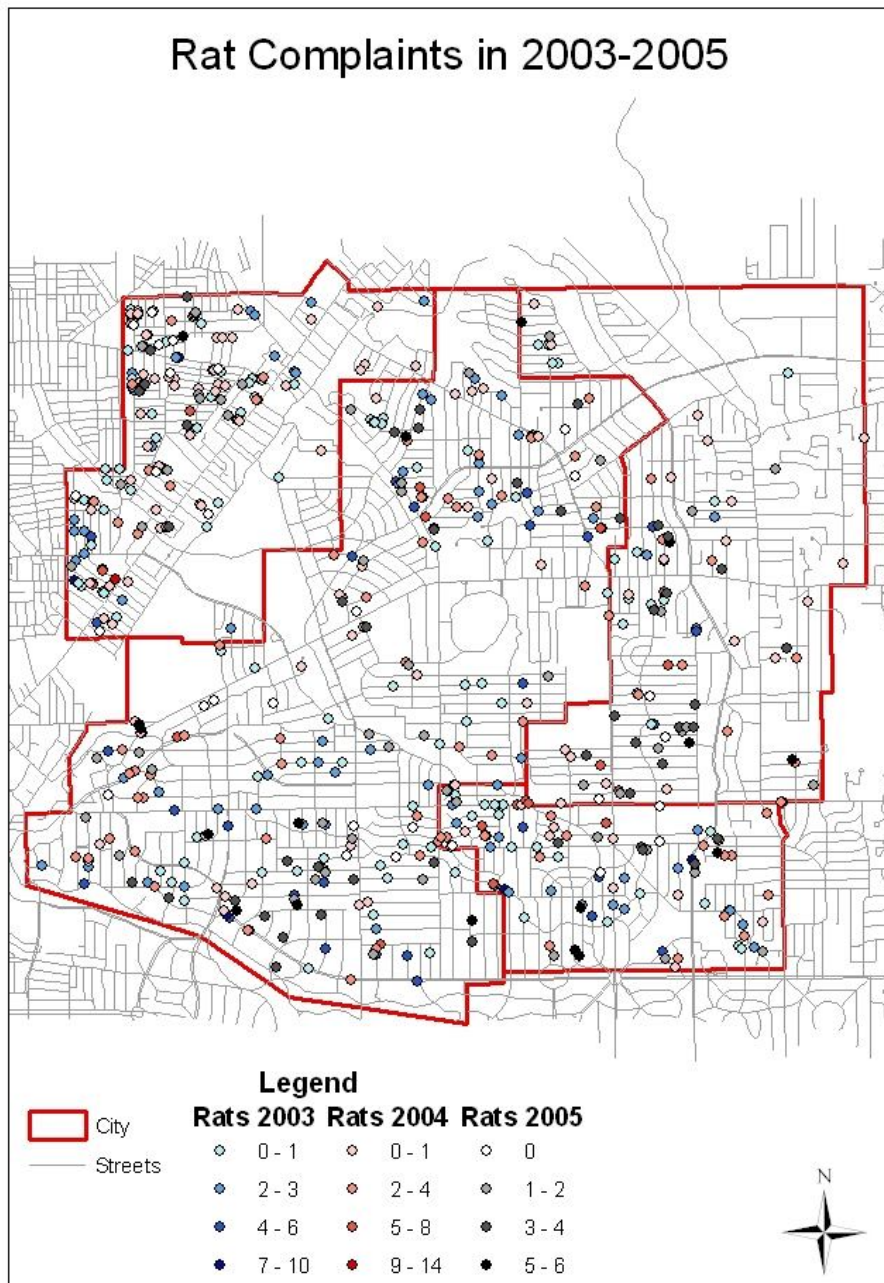 Rat Complaints in 2003-2005
Legend
City
Streets
Rats 2003 Rats 2004 Rats 2005
0 - 1 0 - 1 0
2 - 3 2 - 4 1 - 2
4 - 6 5 - 8 3 - 4
7 - 10 9 - 14 5 - 6
N